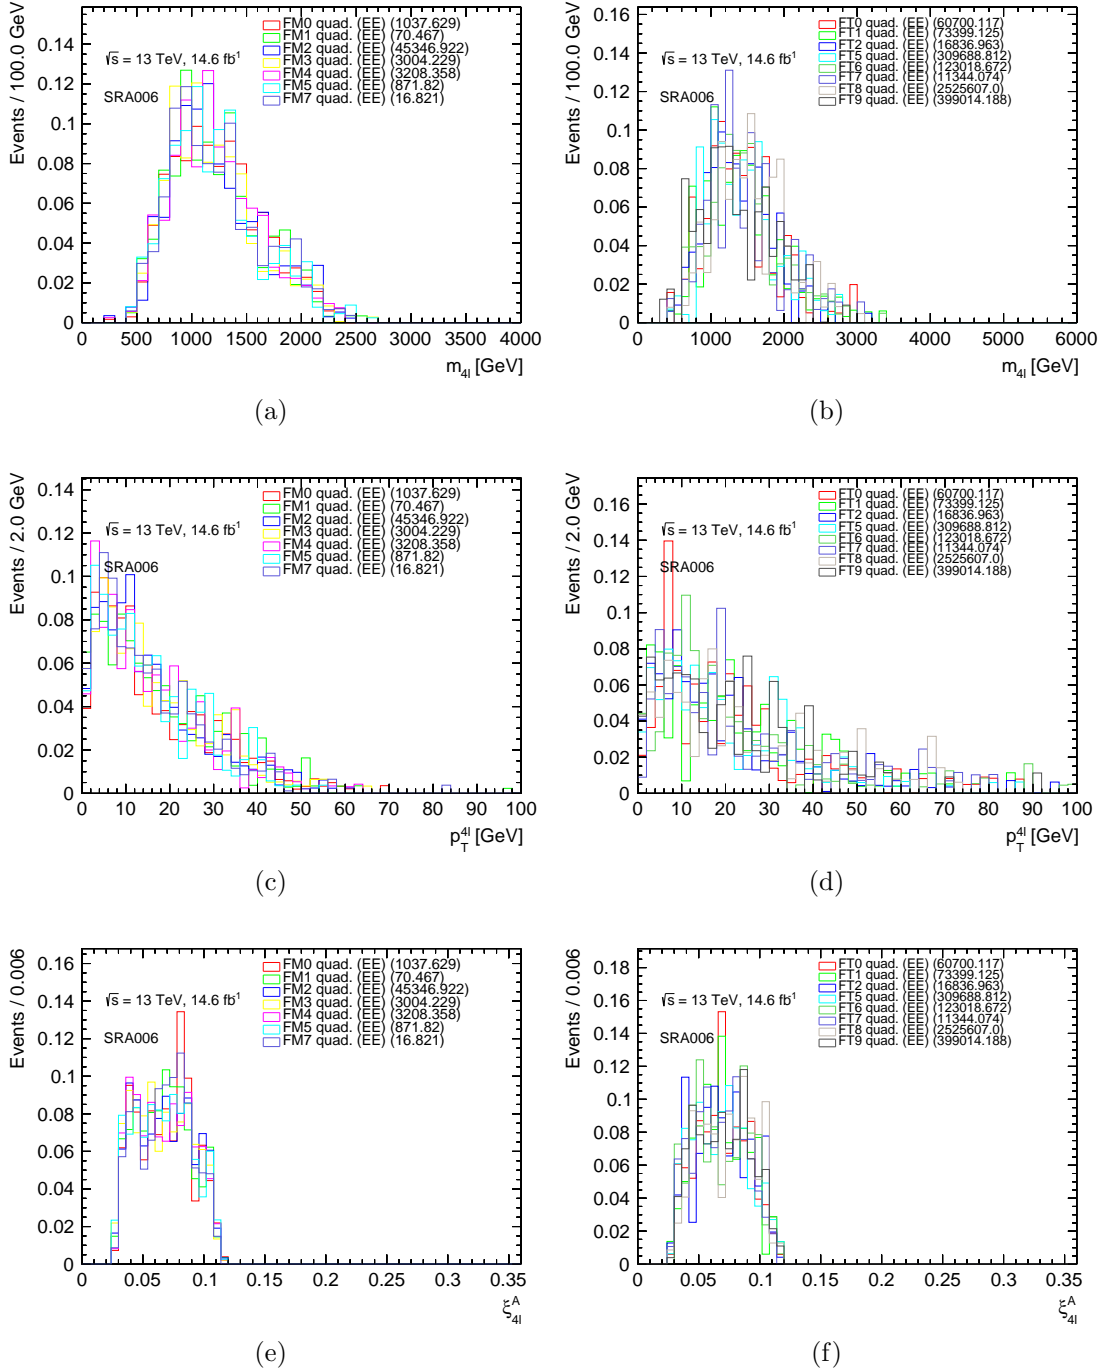 Events / 100.0 GeV
0.14
0.12
0.1
0.08
0.06
0.04
0.02
0
√s = 13 TeV, 14.6 fb⁻¹
SRA006
FM0 quad. (EE) (1037.629)
FM1 quad. (EE) (70.467)
FM2 quad. (EE) (45346.922)
FM3 quad. (EE) (3004.229)
FM4 quad. (EE) (3208.358)
FM5 quad. (EE) (871.82)
FM7 quad. (EE) (16.821)
0 500 1000 1500 2000 2500 3000 3500 4000
m4l [GeV]
(a)
Events / 100.0 GeV
0.16
0.14
0.12
0.1
0.08
0.06
0.04
0.02
0
√s = 13 TeV, 14.6 fb⁻¹
SRA006
FT0 quad. (EE) (60700.117)
FT1 quad. (EE) (73399.125)
FT2 quad. (EE) (16836.963)
FT5 quad. (EE) (309688.812)
FT6 quad. (EE) (123018.672)
FT7 quad. (EE) (11344.074)
FT8 quad. (EE) (2525607.0)
FT9 quad. (EE) (399014.188)
0 1000 2000 3000 4000 5000 6000
m4l [GeV]
(b)
Events / 2.0 GeV
0.14
0.12
0.1
0.08
0.06
0.04
0.02
0
√s = 13 TeV, 14.6 fb⁻¹
SRA006
FM0 quad. (EE) (1037.629)
FM1 quad. (EE) (70.467)
FM2 quad. (EE) (45346.922)
FM3 quad. (EE) (3004.229)
FM4 quad. (EE) (3208.358)
FM5 quad. (EE) (871.82)
FM7 quad. (EE) (16.821)
0 10 20 30 40 50 60 70 80 90 100
p_T^4l [GeV]
(c)
Events / 2.0 GeV
0.16
0.14
0.12
0.1
0.08
0.06
0.04
0.02
0
√s = 13 TeV, 14.6 fb⁻¹
SRA006
FT0 quad. (EE) (60700.117)
FT1 quad. (EE) (73399.125)
FT2 quad. (EE) (16836.963)
FT5 quad. (EE) (309688.812)
FT6 quad. (EE) (123018.672)
FT7 quad. (EE) (11344.074)
FT8 quad. (EE) (2525607.0)
FT9 quad. (EE) (399014.188)
0 10 20 30 40 50 60 70 80 90 100
p_T^4l [GeV]
(d)
Events / 0.006
0.16
0.14
0.12
0.1
0.08
0.06
0.04
0.02
0
√s = 13 TeV, 14.6 fb⁻¹
SRA006
FM0 quad. (EE) (1037.629)
FM1 quad. (EE) (70.467)
FM2 quad. (EE) (45346.922)
FM3 quad. (EE) (3004.229)
FM4 quad. (EE) (3208.358)
FM5 quad. (EE) (871.82)
FM7 quad. (EE) (16.821)
0 0.05 0.1 0.15 0.2 0.25 0.3 0.35
ξ_4l^A
(e)
Events / 0.006
0.18
0.16
0.14
0.12
0.1
0.08
0.06
0.04
0.02
0
√s = 13 TeV, 14.6 fb⁻¹
SRA006
FT0 quad. (EE) (60700.117)
FT1 quad. (EE) (73399.125)
FT2 quad. (EE) (16836.963)
FT5 quad. (EE) (309688.812)
FT6 quad. (EE) (123018.672)
FT7 quad. (EE) (11344.074)
FT8 quad. (EE) (2525607.0)
FT9 quad. (EE) (399014.188)
0 0.05 0.1 0.15 0.2 0.25 0.3 0.35
ξ_4l^A
(f)